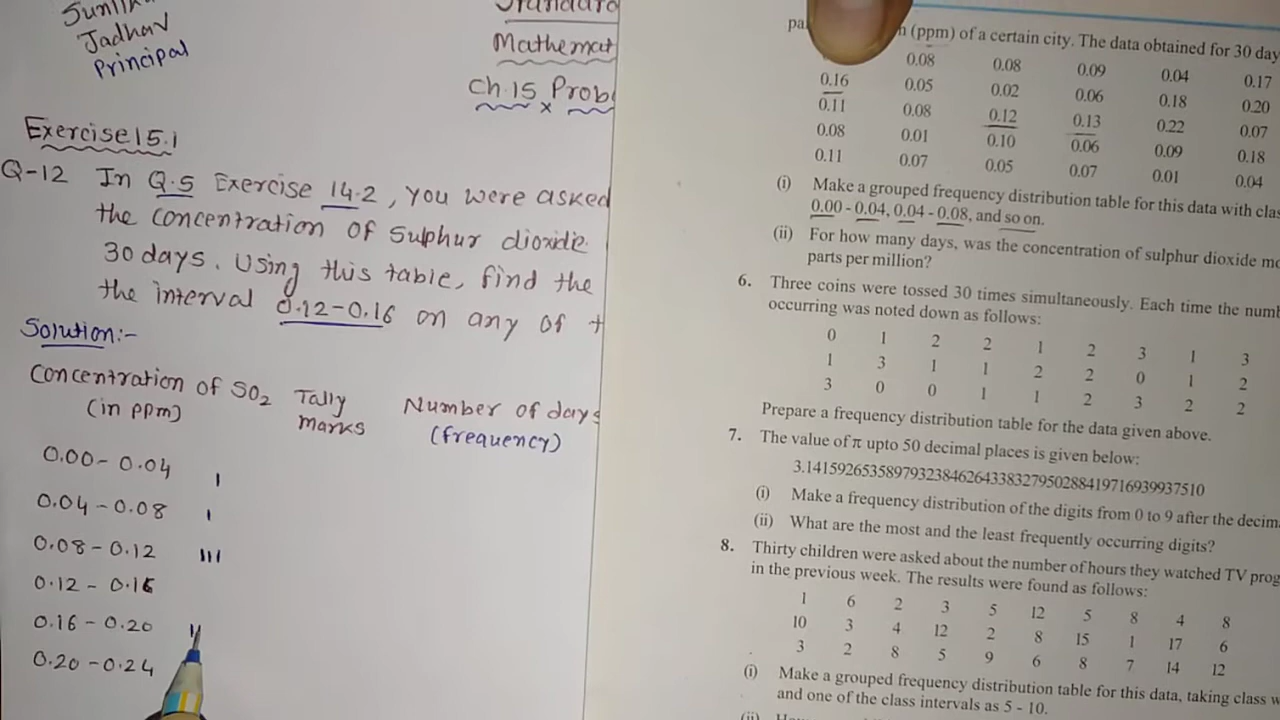 Sunil
Jadhav
Principal
Standard
Mathemat
Ch.15 Prob
Exercise 15.1
Q-12 In Q.5 Exercise 14.2, you were asked
the concentration of sulphur dioxide
30 days. Using this table, find the
the interval 0.12-0.16 on any of t
Solution:-
Concentration of SO2 Tally Number of days
(in ppm) marks (frequency)
0.00-0.04 I
0.04-0.08 I
0.08-0.12 III
0.12-0.16
0.16-0.20 II
0.20-0.24
(ppm) of a certain city. The data obtained for 30 day
0.08 0.08 0.09 0.04 0.17
0.16 0.05 0.02 0.06 0.18 0.20
0.11 0.08 0.12 0.13 0.22 0.07
0.08 0.01 0.10 0.06 0.09 0.18
0.11 0.07 0.05 0.07 0.01 0.04
(i) Make a grouped frequency distribution table for this data with clas
0.00 - 0.04, 0.04 - 0.08, and so on.
(ii) For how many days, was the concentration of sulphur dioxide mo
parts per million?
6. Three coins were tossed 30 times simultaneously. Each time the numb
occurring was noted down as follows:
0 1 2 2 1 2 3 1 3
1 3 1 1 2 2 0 1 2
3 0 0 1 1 2 3 2 2
Prepare a frequency distribution table for the data given above.
7. The value of π upto 50 decimal places is given below:
3.14159265358979323846264338327950288419716939937510
(i) Make a frequency distribution of the digits from 0 to 9 after the decim
(ii) What are the most and the least frequently occurring digits?
8. Thirty children were asked about the number of hours they watched TV prog
in the previous week. The results were found as follows:
1 6 2 3 5 12 5 8 4 8
10 3 4 12 2 8 15 1 17 6
3 2 8 5 9 6 8 7 14 12
(i) Make a grouped frequency distribution table for this data, taking class w
and one of the class intervals as 5 - 10.
(ii)